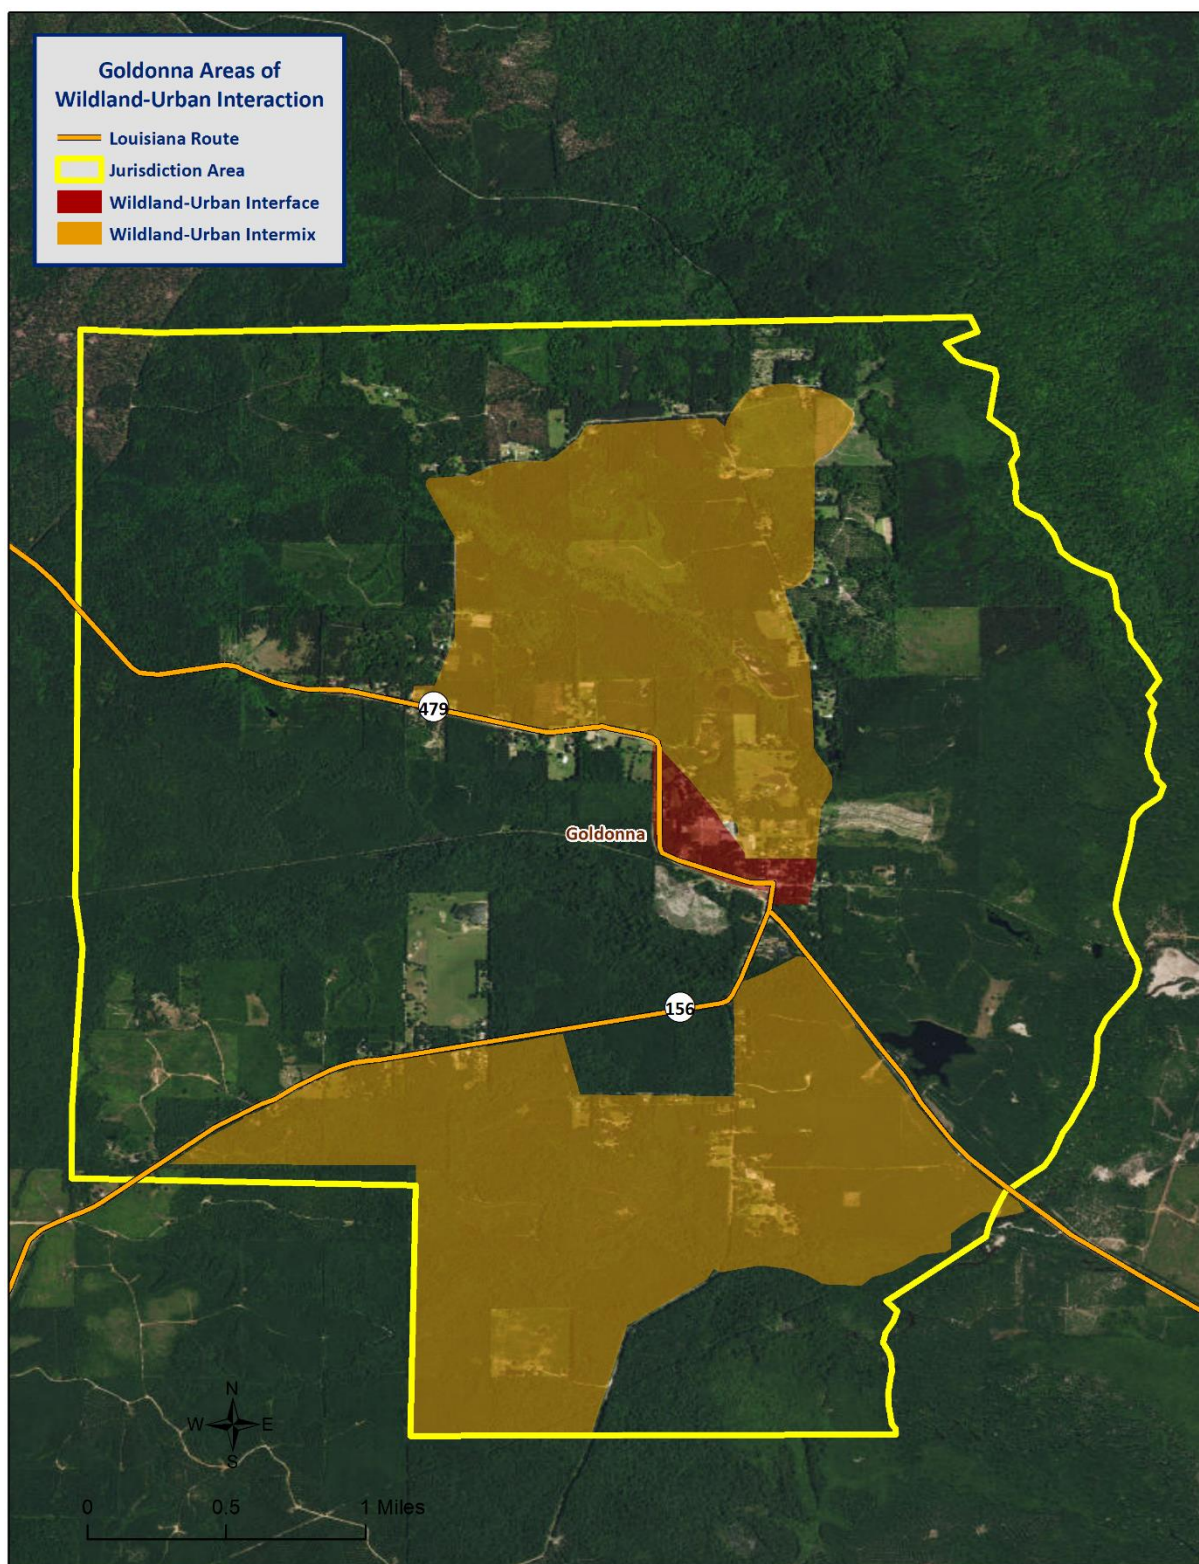 Goldonna Areas of
Wildland-Urban Interaction
Louisiana Route
Jurisdiction Area
Wildland-Urban Interface
Wildland-Urban Intermix
479
Goldonna
156
N
W E
S
0 0.5 1 Miles